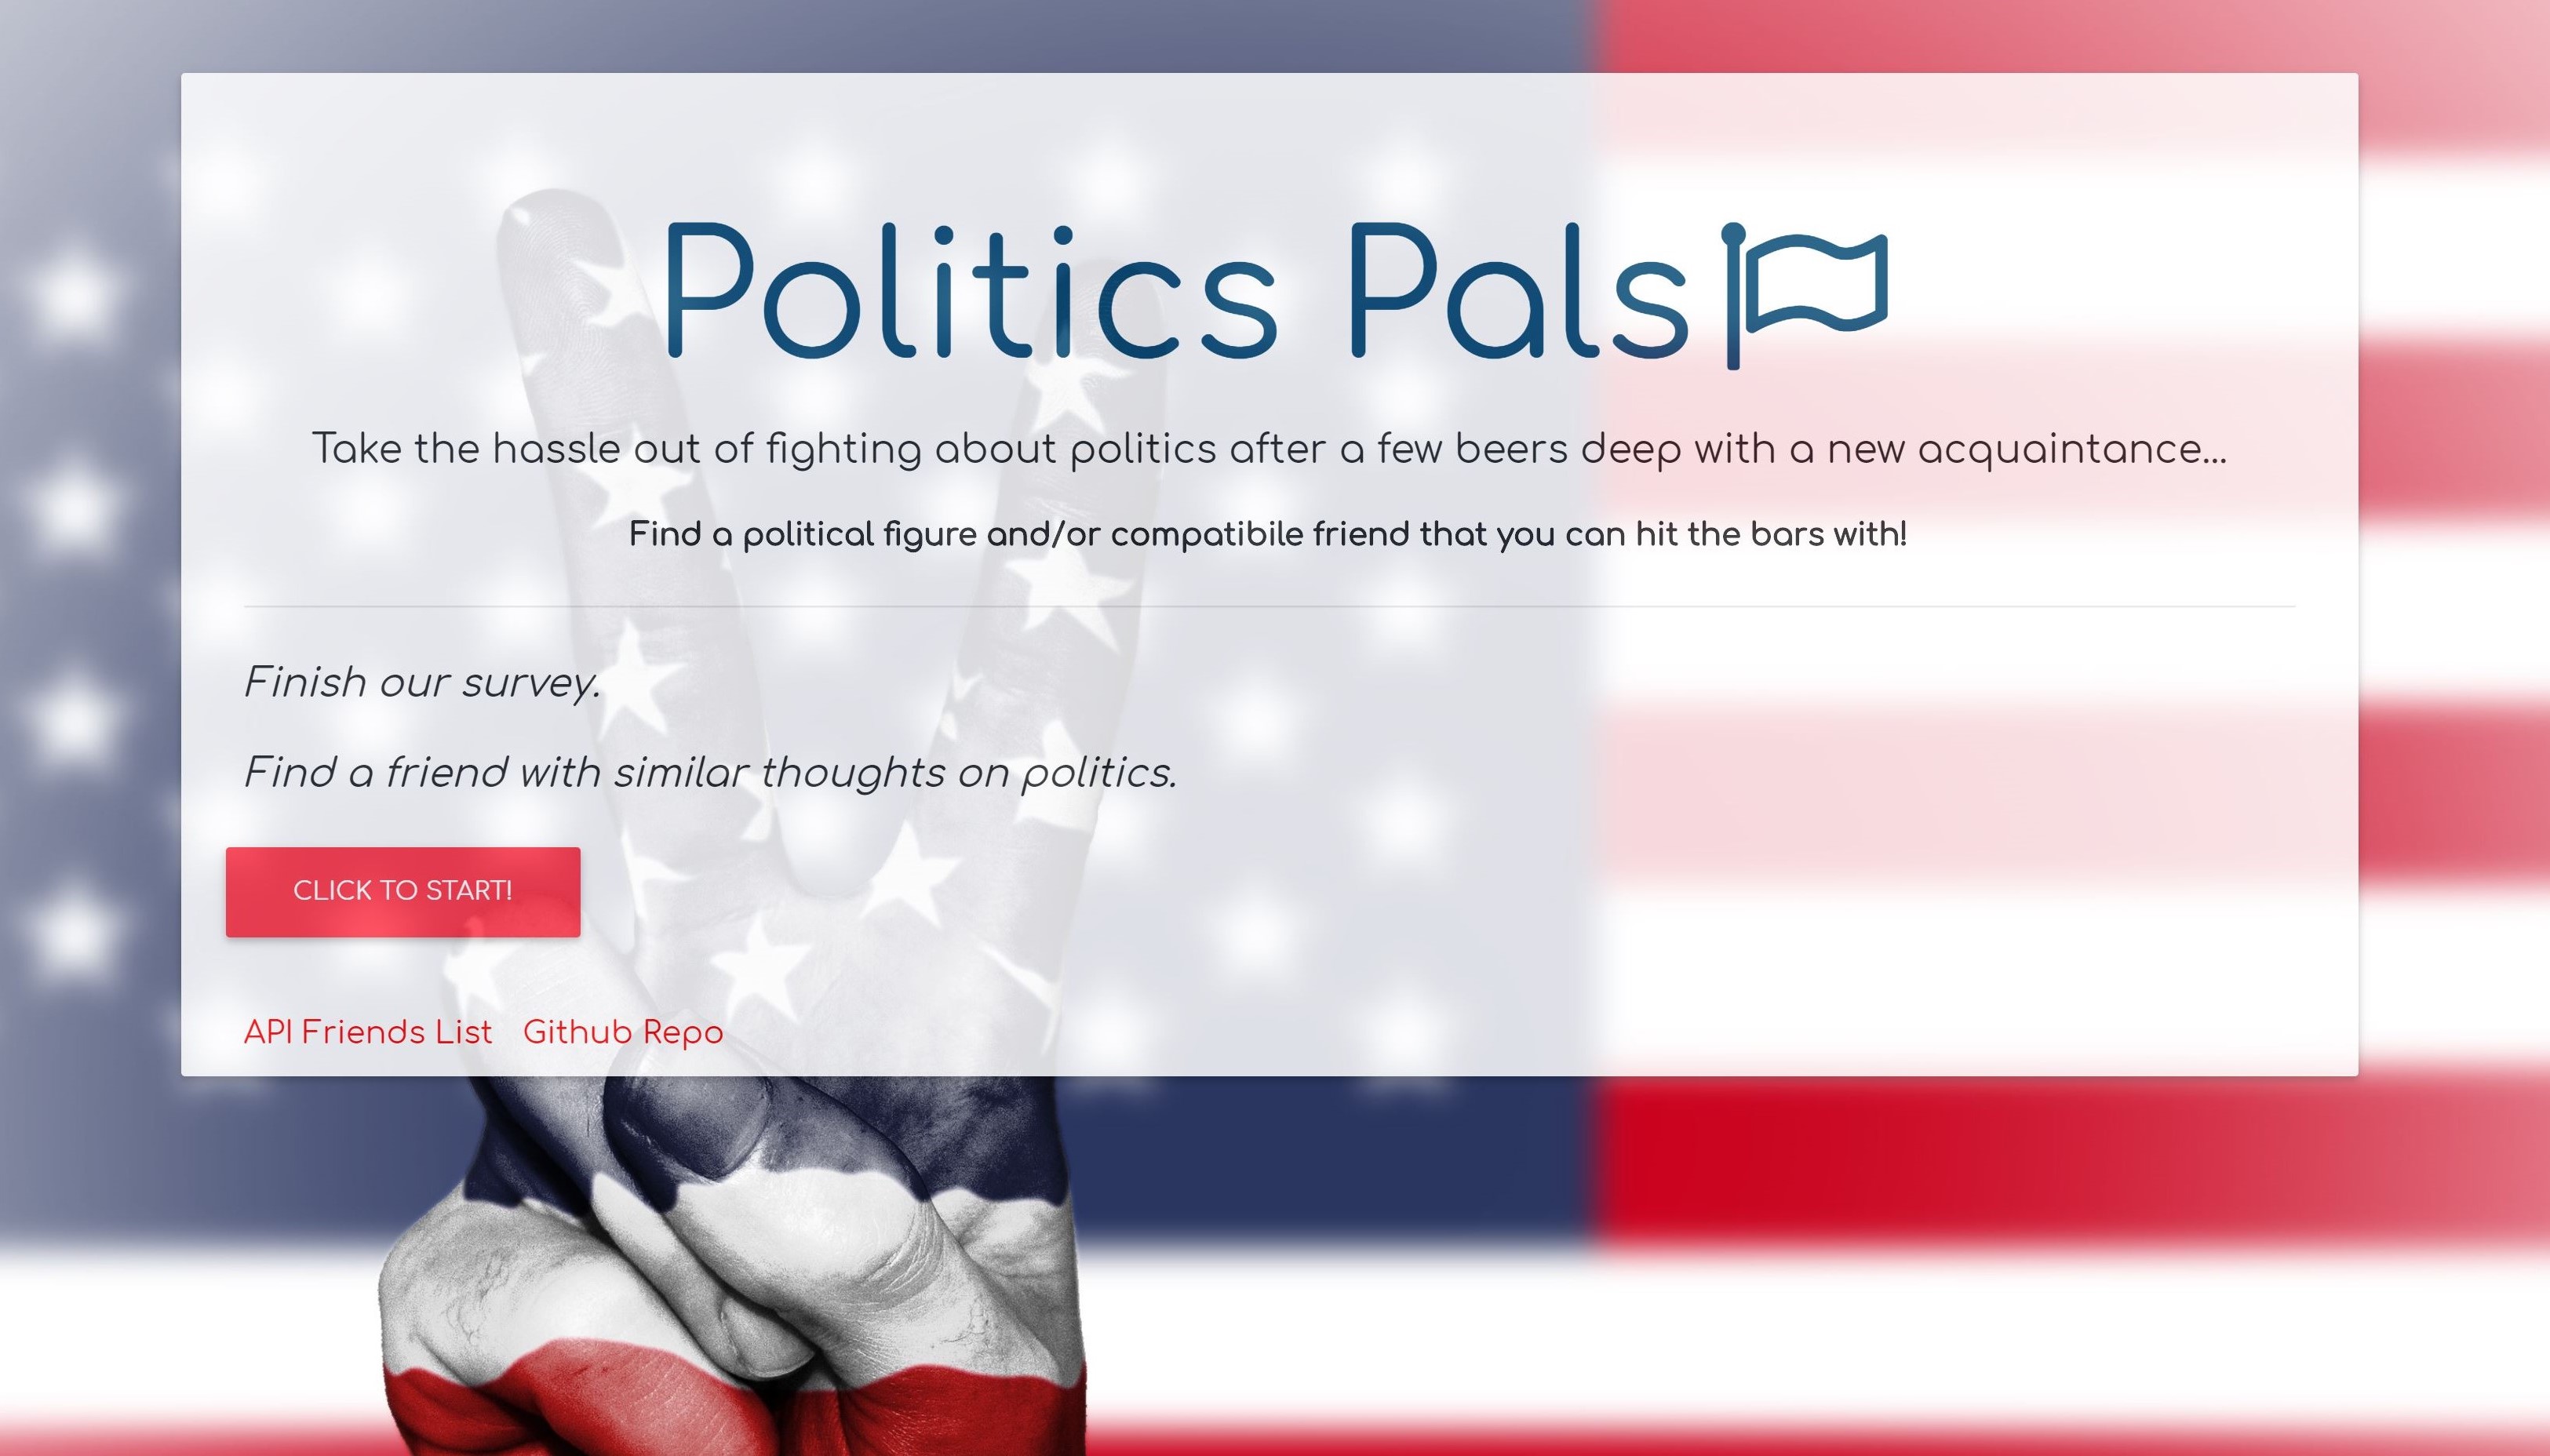 Politics Pals
Take the hassle out of fighting about politics after a few beers deep with a new acquaintance...
Find a political figure and/or compatibile friend that you can hit the bars with!
Finish our survey.
Find a friend with similar thoughts on politics.
CLICK TO START!
API Friends List Github Repo